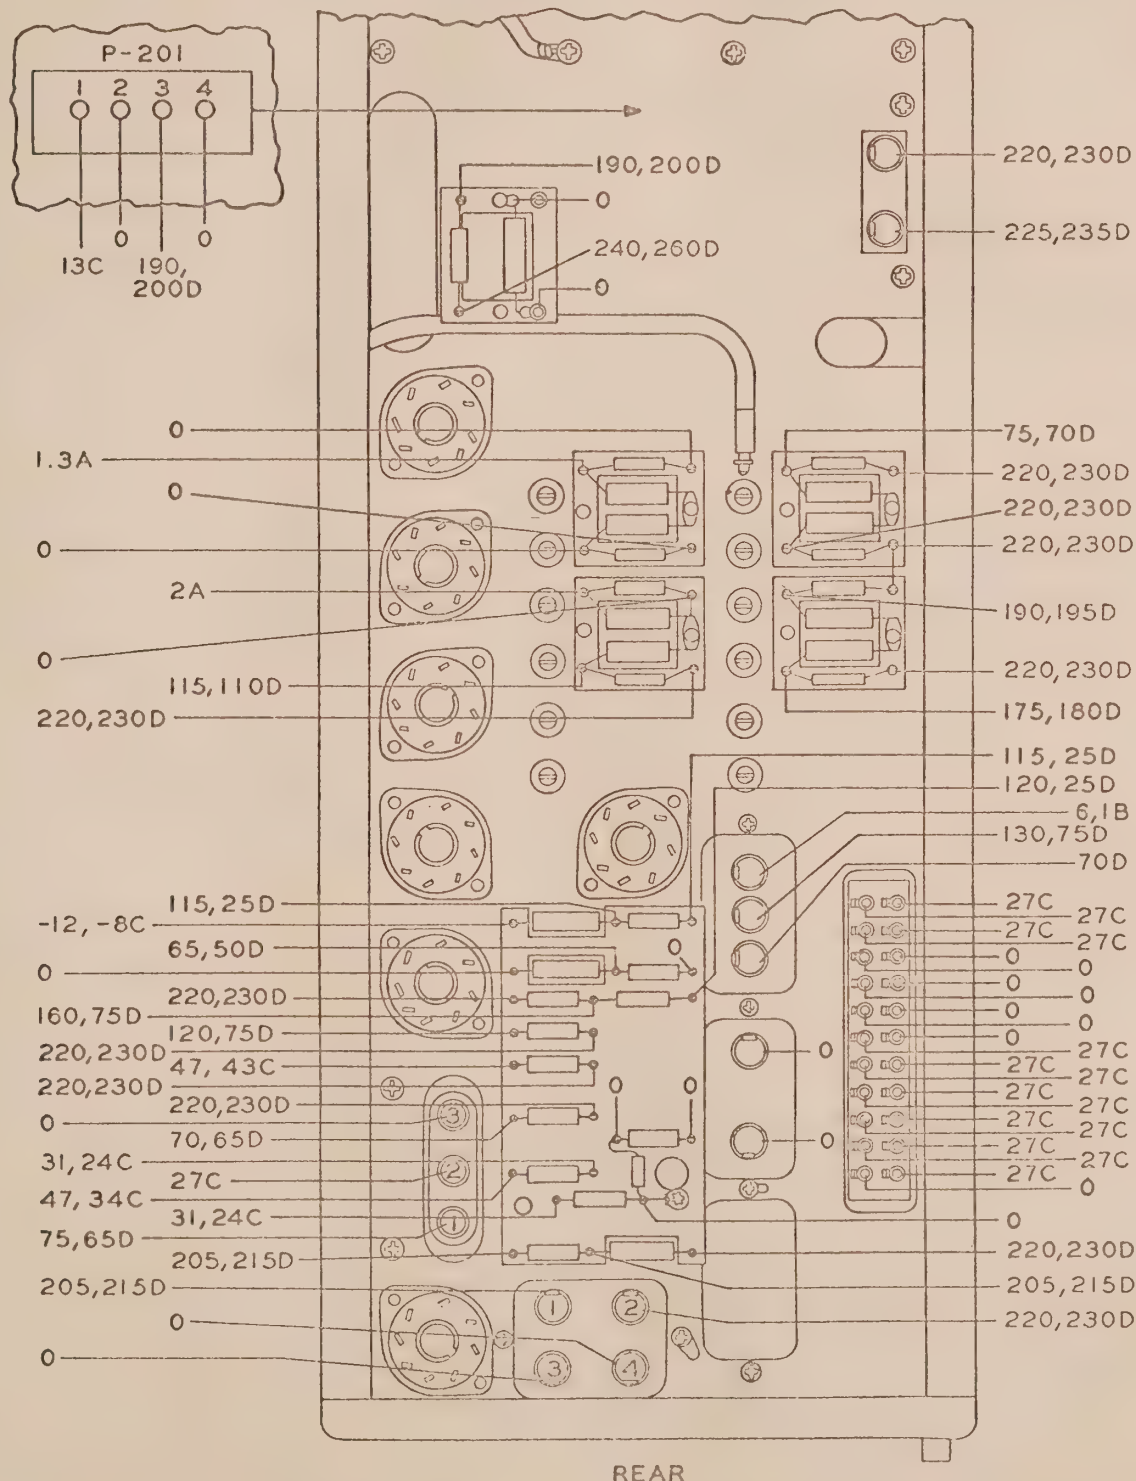 P-201
1 2 3 4
13C
0
190,
200D
0
190,200D
0
240,260D
0
220,230D
225,235D
0
1.3A
0
0
2A
0
115,110D
220,230D
75,70D
220,230D
220,230D
220,230D
190,195D
220,230D
175,180D
115,25D
120,25D
6,1B
130,75D
70D
115,25D
-12,-8C
65,50D
0
0
220,230D
160,75D
120,75D
220,230D
47,43C
220,230D
220,230D
0
70,65D
31,24C
27C
47,34C
31,24C
75,65D
205,215D
205,215D
0
0
3
2
1
0
0
0
0
27C
27C
27C
27C
0
0
0
0
0
0
0
27C
27C
27C
27C
27C
27C
27C
27C
27C
27C
0
0
220,230D
205,215D
220,230D
1
2
3
4
REAR